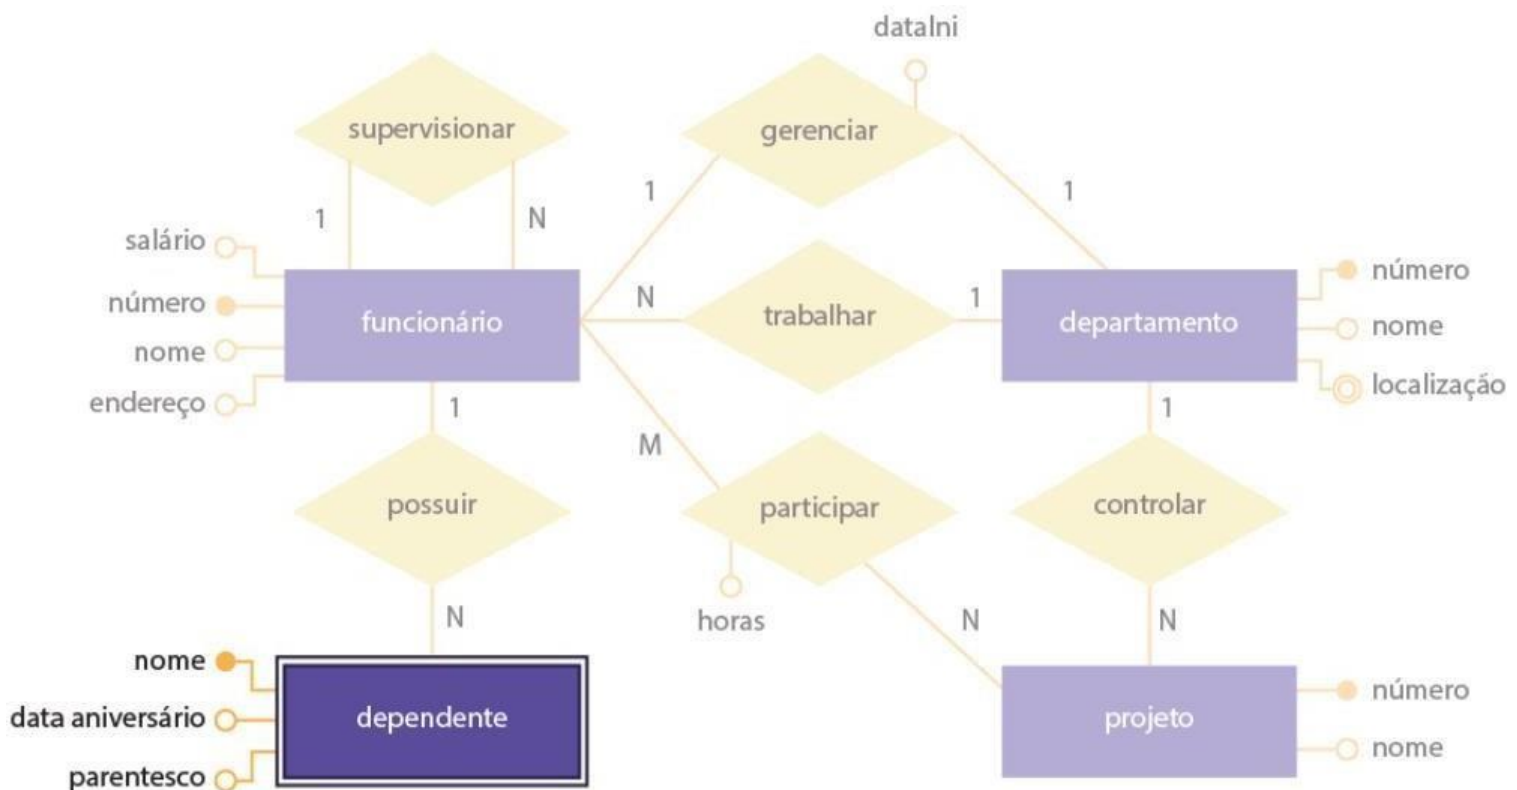 dataIni
supervisionar
gerenciar
1
N
1
1
salário
número
nome
endereço
funcionário
N
trabalhar
1
departamento
número
nome
localização
1
M
1
possuir
participar
controlar
N
horas
N
N
nome
data aniversário
parentesco
dependente
projeto
número
nome